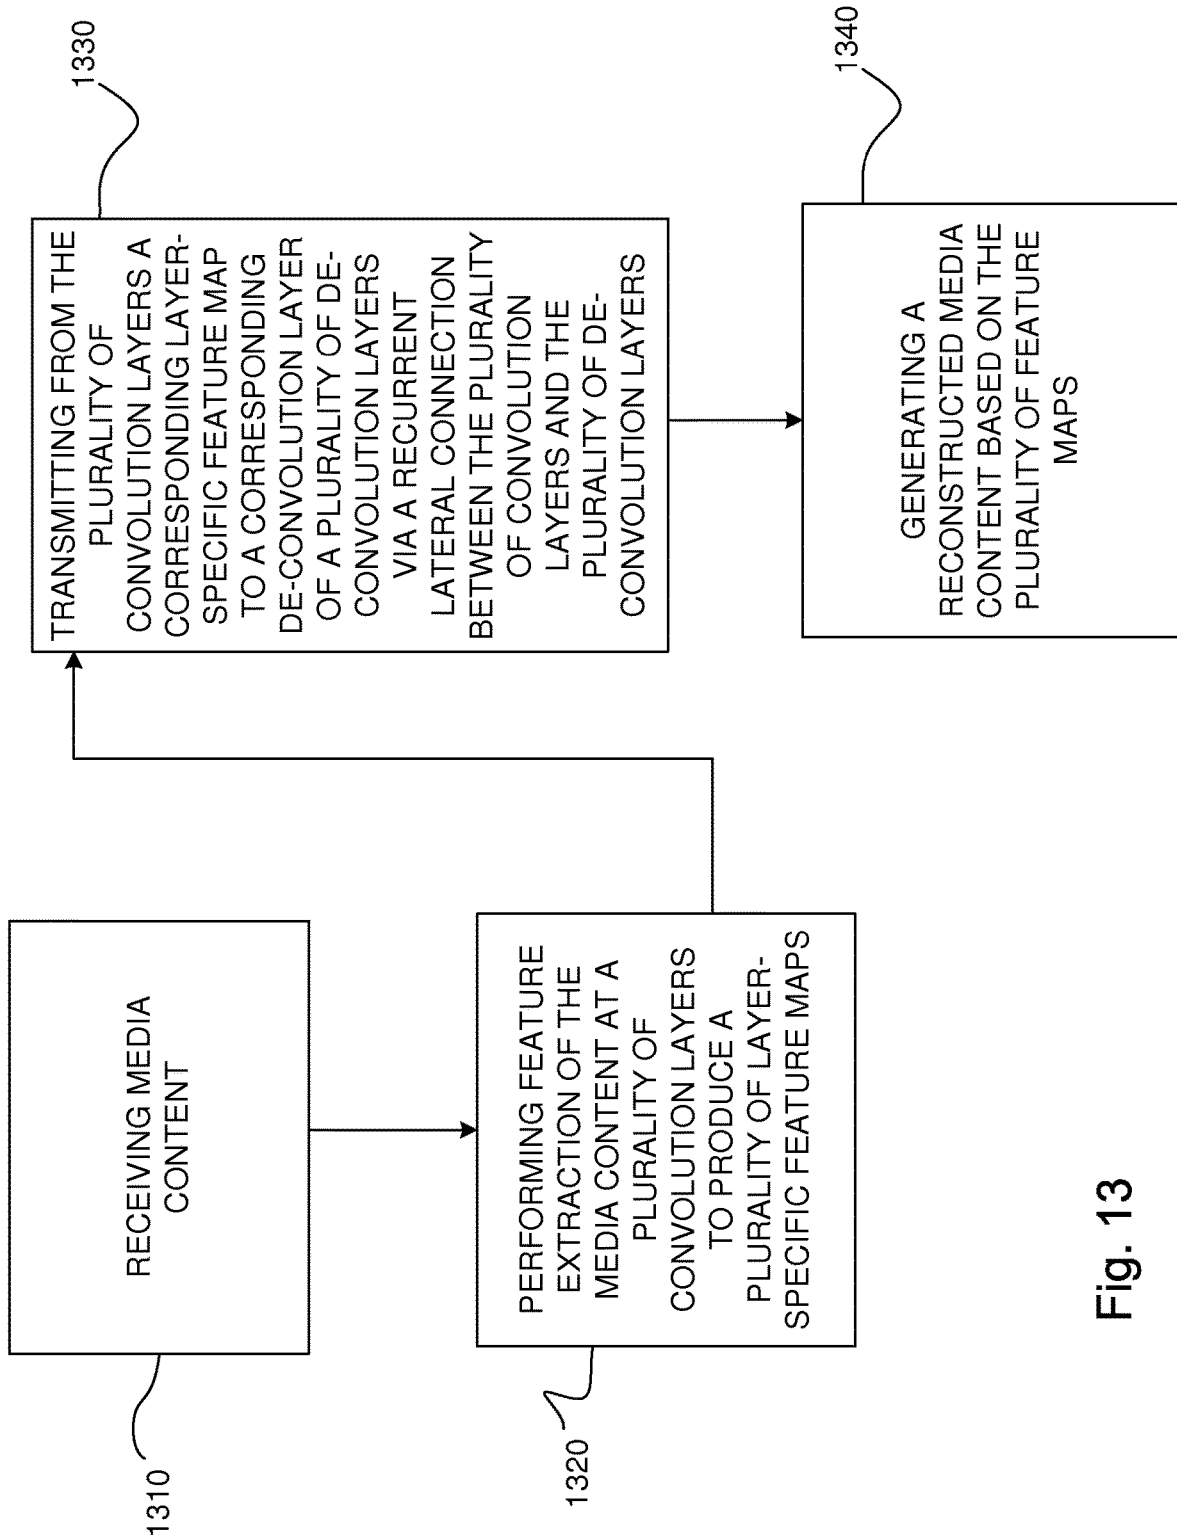 1310
RECEIVING MEDIA
CONTENT
1320
PERFORMING FEATURE
EXTRACTION OF THE
MEDIA CONTENT AT A
PLURALITY OF
CONVOLUTION LAYERS
TO PRODUCE A
PLURALITY OF LAYER-
SPECIFIC FEATURE MAPS
1330
TRANSMITTING FROM THE
PLURALITY OF
CONVOLUTION LAYERS A
CORRESPONDING LAYER-
SPECIFIC FEATURE MAP
TO A CORRESPONDING
DE-CONVOLUTION LAYER
OF A PLURALITY OF DE-
CONVOLUTION LAYERS
VIA A RECURRENT
LATERAL CONNECTION
BETWEEN THE PLURALITY
OF CONVOLUTION
LAYERS AND THE
PLURALITY OF DE-
CONVOLUTION LAYERS
1340
GENERATING A
RECONSTRUCTED MEDIA
CONTENT BASED ON THE
PLURALITY OF FEATURE
MAPS
Fig. 13